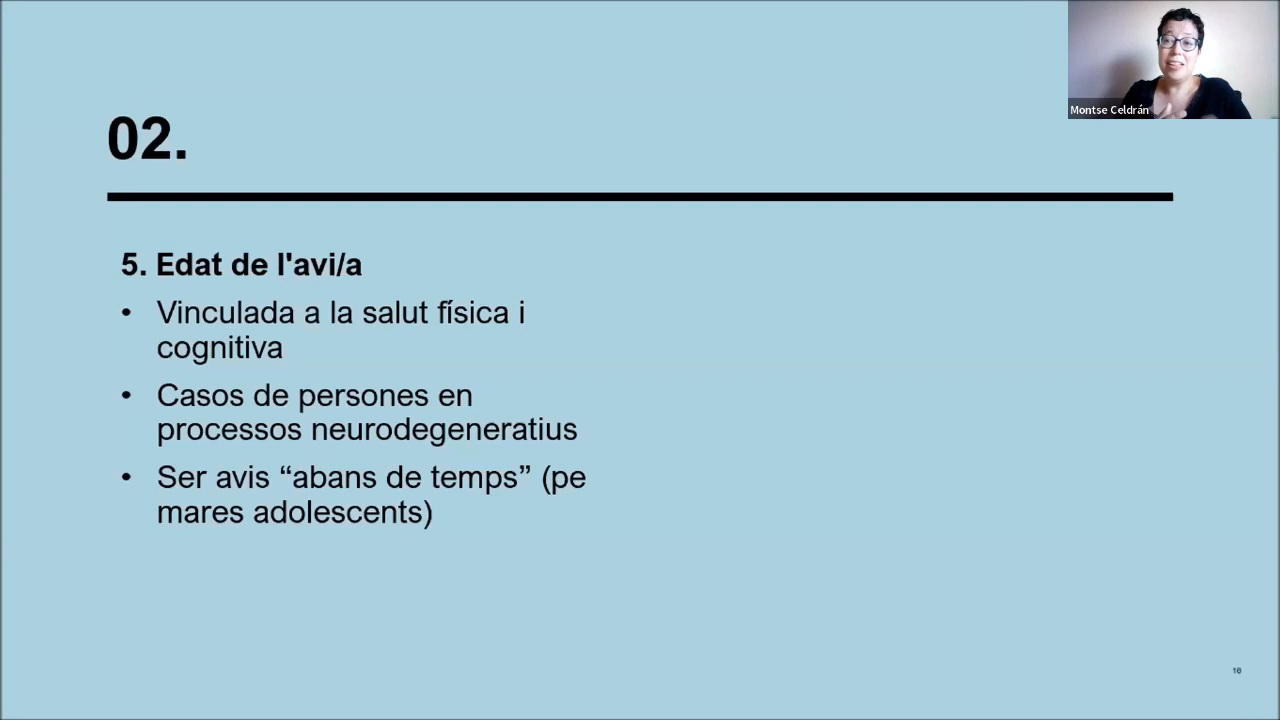 Montse Celdrán
02.
5. Edat de l'avi/a
• Vinculada a la salut física i
cognitiva
• Casos de persones en
processos neurodegeneratius
• Ser avis “abans de temps” (pe
mares adolescents)